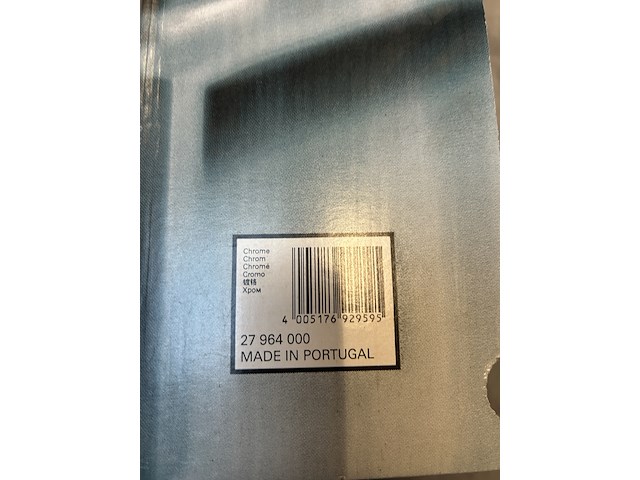 Chrome
Chrom
Chromé
Cromo
镀铬
Хром
4 005176 929595
27 964 000
MADE IN PORTUGAL